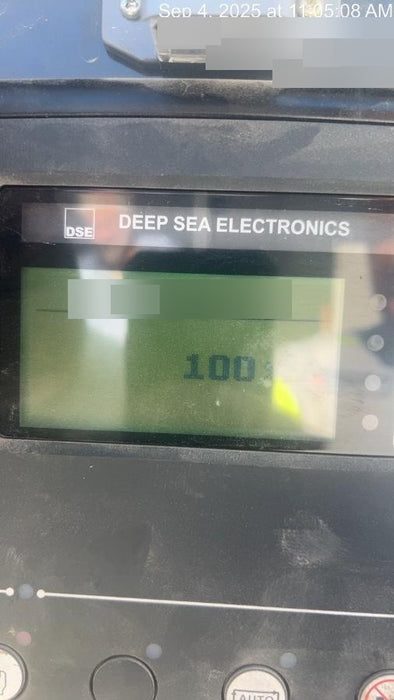 Sep 4, 2025 at 11:05:08 AM
DSE DEEP SEA ELECTRONICS
100
AUTO